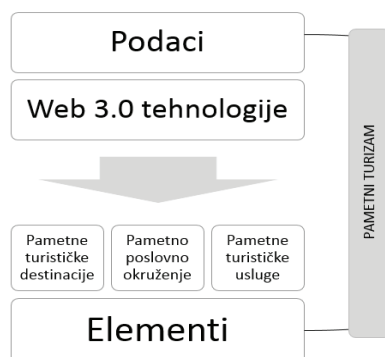 Podaci
Web 3.0 tehnologije
PAMETNI TURIZAM
Pametne
turističke
destinacije
Pametno
poslovno
okruženje
Pametne
turističke
usluge
Elementi